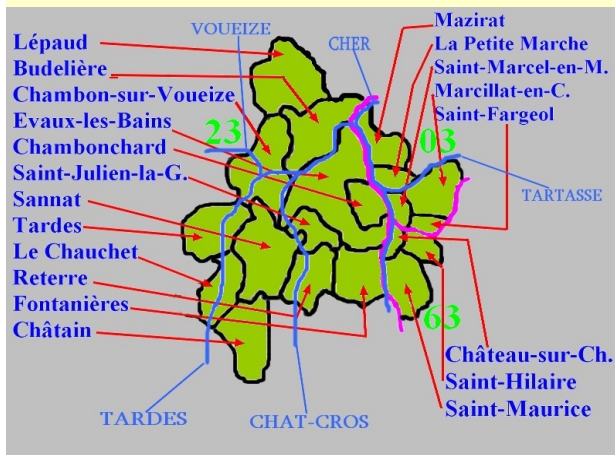 VOUEIZE
CHER
Lépaud
Budelière
Chambon-sur-Voueize
Evaux-les-Bains
Chambonchard
Saint-Julien-la-G.
Sannat
Tardes
Le Chauchet
Reterre
Fontanières
Châtain
23
Mazirat
La Petite Marche
Saint-Marcel-en-M.
Marcillat-en-C.
Saint-Fargeol
03
TARTASSE
63
Château-sur-Ch.
Saint-Hilaire
Saint-Maurice
TARDES
CHAT-CROS